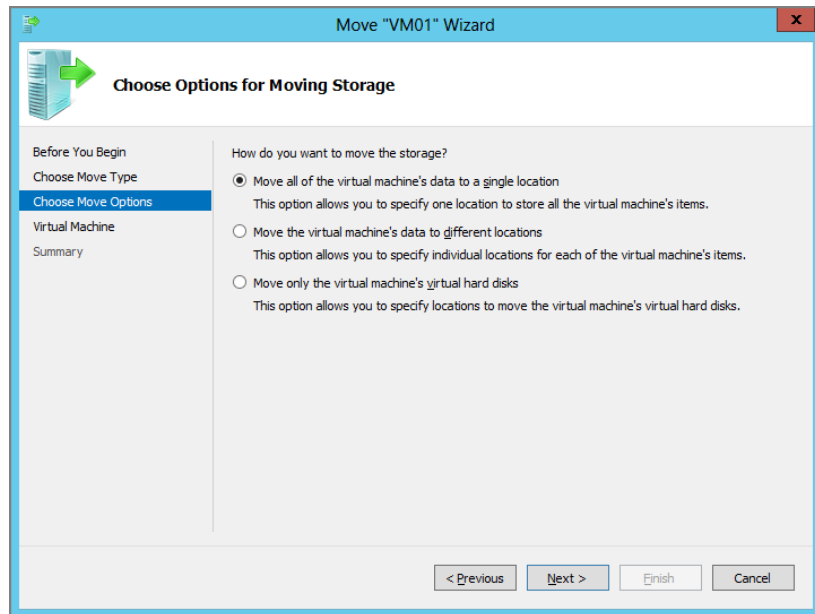 Move "VM01" Wizard
x
Choose Options for Moving Storage
Before You Begin
Choose Move Type
Choose Move Options
Virtual Machine
Summary
How do you want to move the storage?
Move all of the virtual machine's data to a single location
This option allows you to specify one location to store all the virtual machine's items.
Move the virtual machine's data to different locations
This option allows you to specify individual locations for each of the virtual machine's items.
Move only the virtual machine's virtual hard disks
This option allows you to specify locations to move the virtual machine's virtual hard disks.
< Previous
Next >
Finish
Cancel